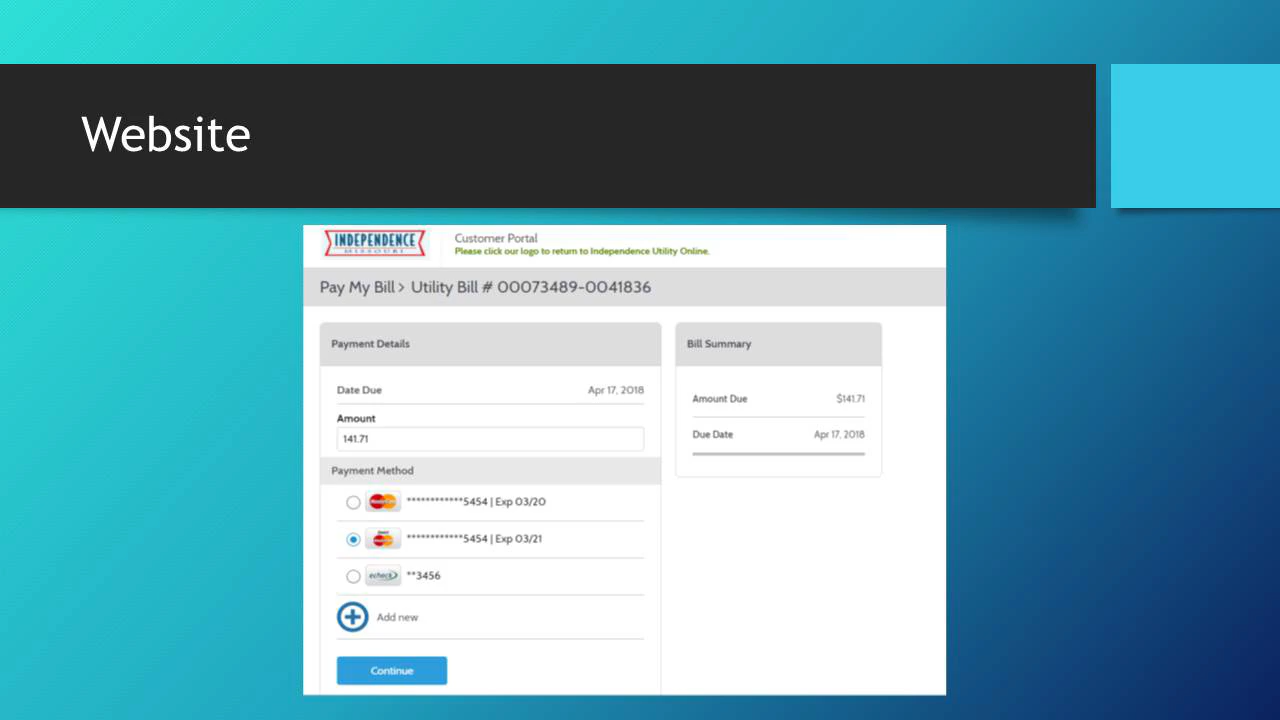 Website
INDEPENDENCE
MISSOURI
Customer Portal
Please click our logo to return to Independence Utility Online.
Pay My Bill > Utility Bill # 00073489-0041836
Payment Details
Date Due Apr 17, 2018
Amount
141.71
Payment Method
MasterCard ************5454 | Exp 03/20
************5454 | Exp 03/21
echeck **3456
Add new
Continue
Bill Summary
Amount Due $141.71
Due Date Apr 17, 2018